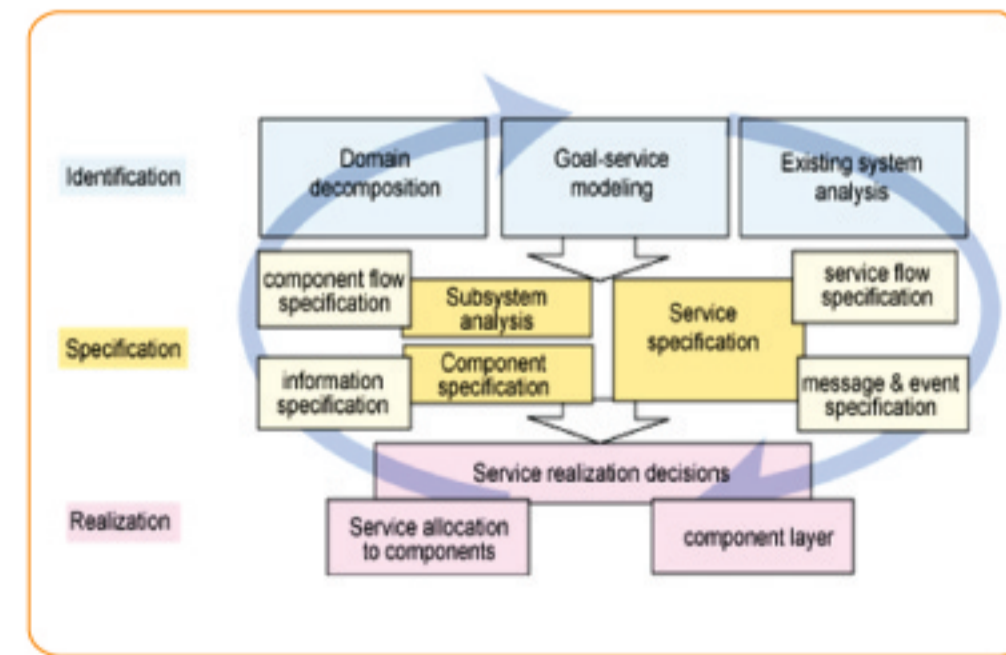 Identification
Domain
decomposition
Goal-service
modeling
Existing system
analysis
Specification
component flow
specification
Subsystem
analysis
Service
specification
service flow
specification
information
specification
Component
specification
message & event
specification
Realization
Service realization decisions
Service allocation
to components
component layer